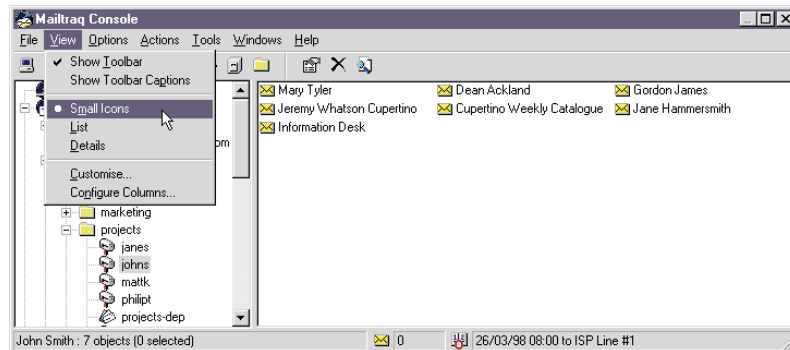 Mailtraq Console
File View Options Actions Tools Windows Help
Show Toolbar
Show Toolbar Captions
Small Icons
List
Details
Customise...
Configure Columns...
om
marketing
projects
janes
johns
mattk
philipt
projects-dep
Mary Tyler Dean Ackland Gordon James
Jeremy Whatson Cupertino Cupertino Weekly Catalogue Jane Hammersmith
Information Desk
John Smith : 7 objects (0 selected) 0 26/03/98 08:00 to ISP Line #1